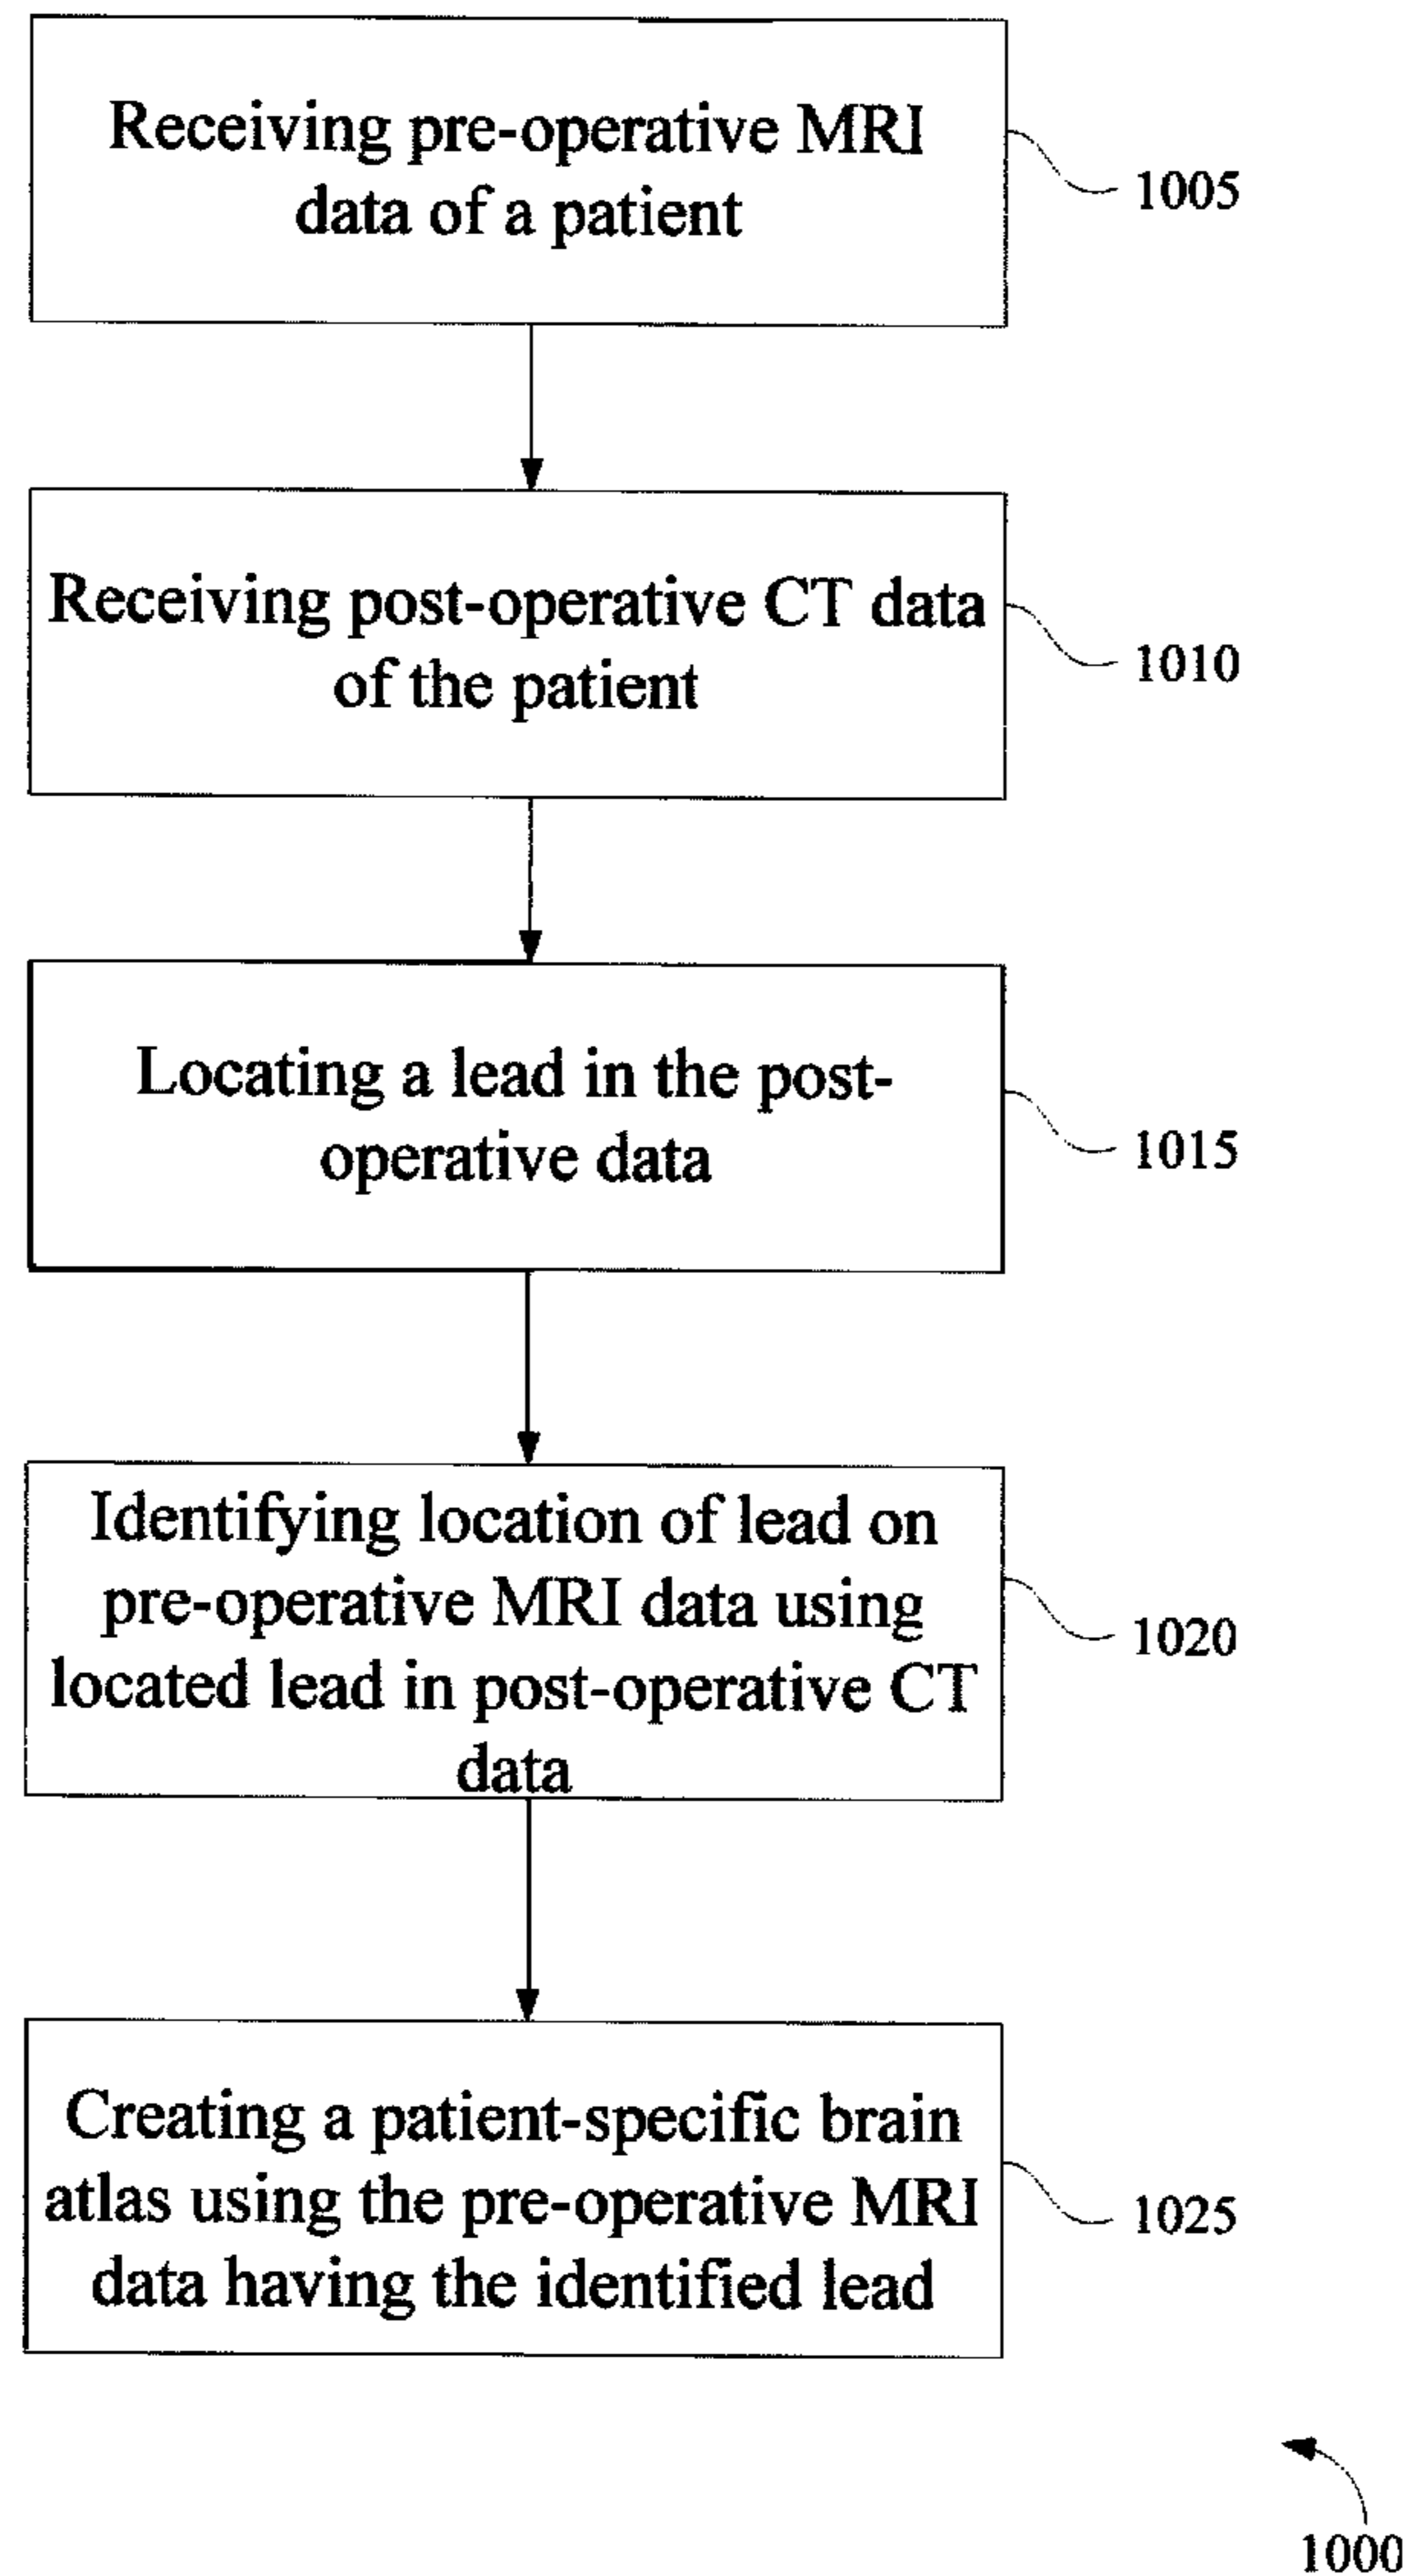 Receiving pre-operative MRI
data of a patient
1005
Receiving post-operative CT data
of the patient
1010
Locating a lead in the post-
operative data
1015
Identifying location of lead on
pre-operative MRI data using
located lead in post-operative CT
data
1020
Creating a patient-specific brain
atlas using the pre-operative MRI
data having the identified lead
1025
1000